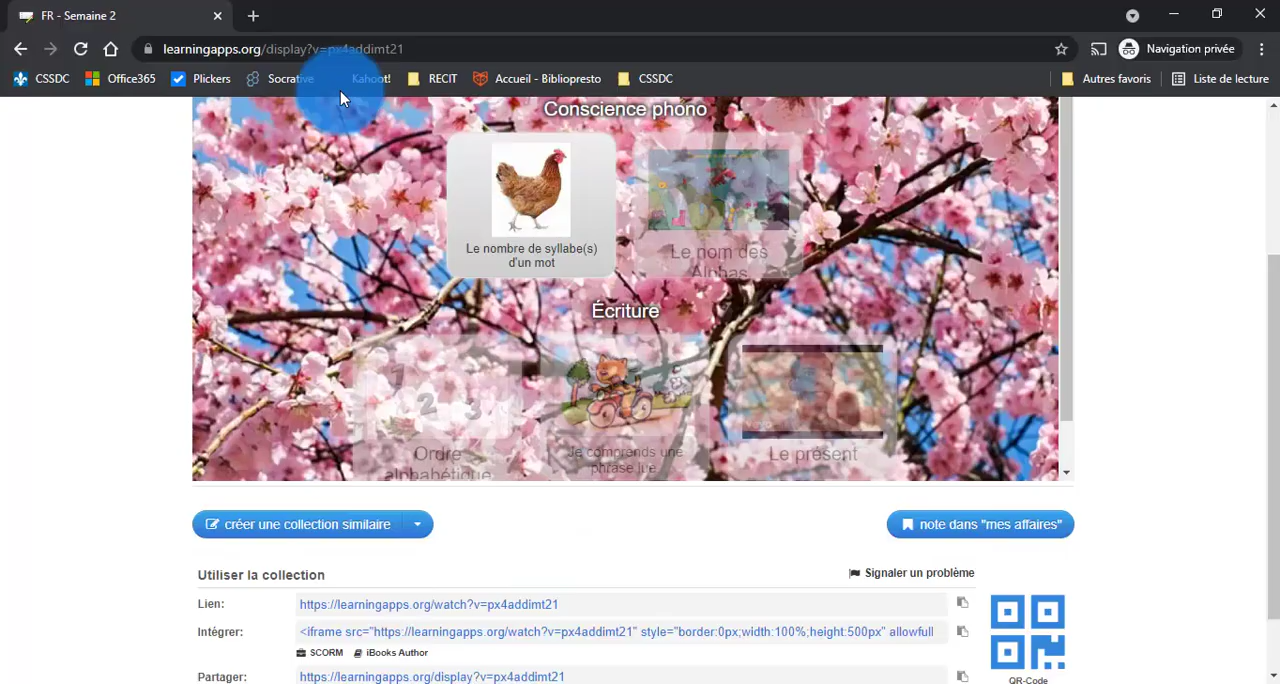 FR - Semaine 2
learningapps.org/display?v=px4addimt21
Navigation privée
CSSDC
Office365
Plickers
Socrative
Kahoot!
RECIT
Accueil - Bibliopresto
CSSDC
Autres favoris
Liste de lecture
Conscience phono
Le nombre de syllabe(s)
d'un mot
Le nom des
Alphas
Écriture
Ordre
alphabétique
Je comprends une
phrase lue
Le présent
créer une collection similaire
note dans "mes affaires"
Utiliser la collection
Signaler un problème
Lien:
https://learningapps.org/watch?v=px4addimt21
Intégrer:
<iframe src="https://learningapps.org/watch?v=px4addimt21" style="border:0px;width:100%;height:500px" allowfull
SCORM
iBooks Author
Partager:
https://learningapps.org/display?v=px4addimt21
QR-Code